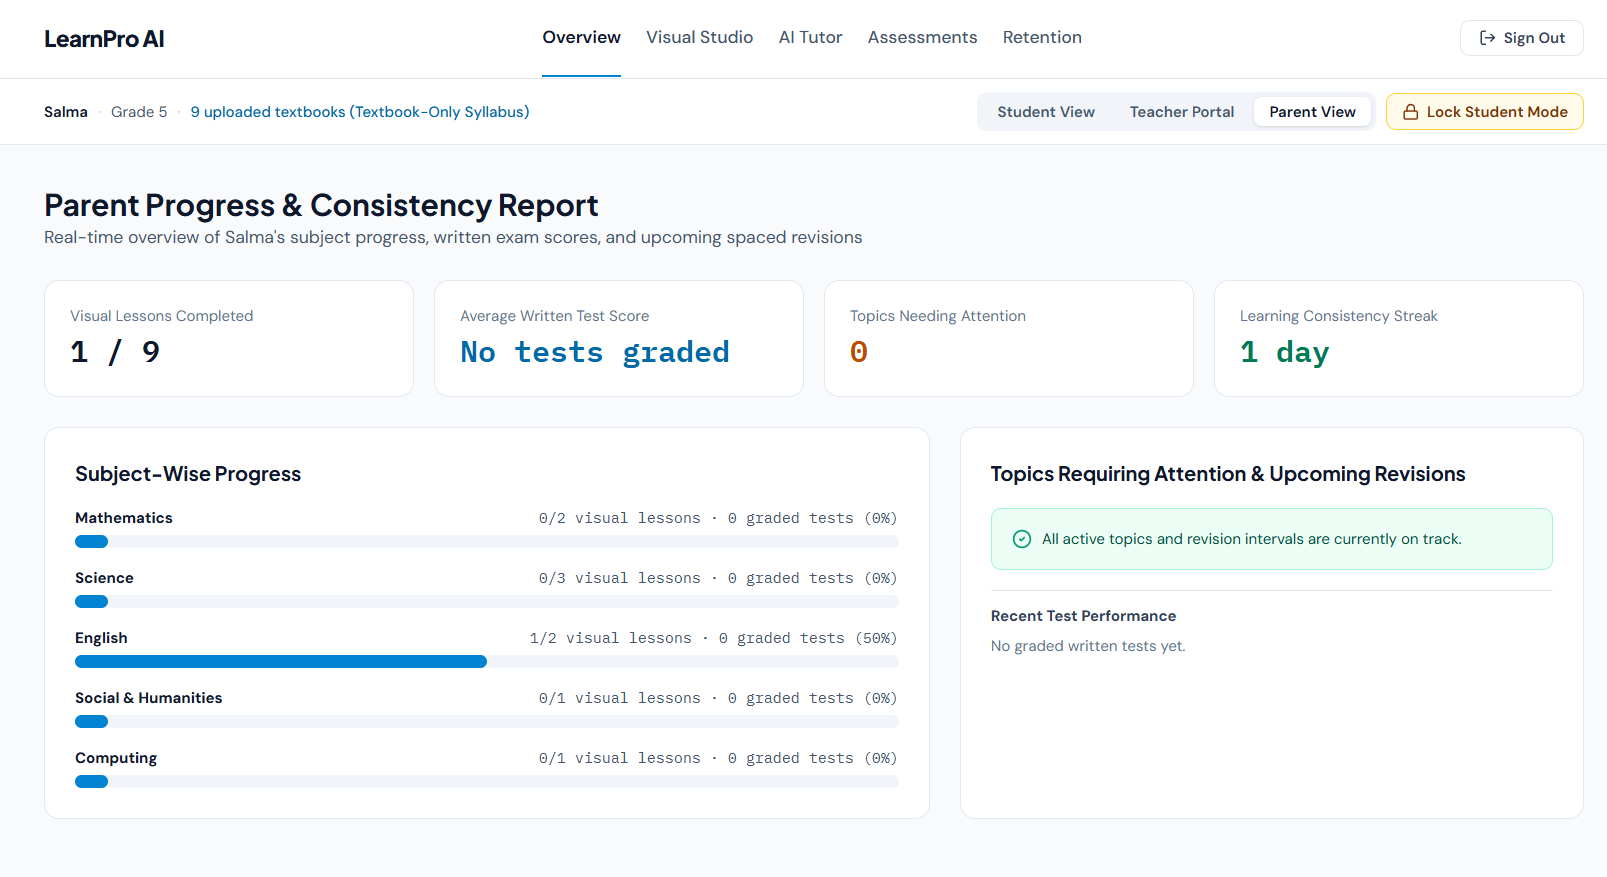 LearnPro AI
Overview
Visual Studio
AI Tutor
Assessments
Retention
Sign Out
Salma · Grade 5 · 9 uploaded textbooks (Textbook-Only Syllabus)
Student View
Teacher Portal
Parent View
Lock Student Mode
Parent Progress & Consistency Report
Real-time overview of Salma's subject progress, written exam scores, and upcoming spaced revisions
Visual Lessons Completed
1 / 9
Average Written Test Score
No tests graded
Topics Needing Attention
0
Learning Consistency Streak
1 day
Subject-Wise Progress
Mathematics
0/2 visual lessons · 0 graded tests (0%)
Science
0/3 visual lessons · 0 graded tests (0%)
English
1/2 visual lessons · 0 graded tests (50%)
Social & Humanities
0/1 visual lessons · 0 graded tests (0%)
Computing
0/1 visual lessons · 0 graded tests (0%)
Topics Requiring Attention & Upcoming Revisions
All active topics and revision intervals are currently on track.
Recent Test Performance
No graded written tests yet.